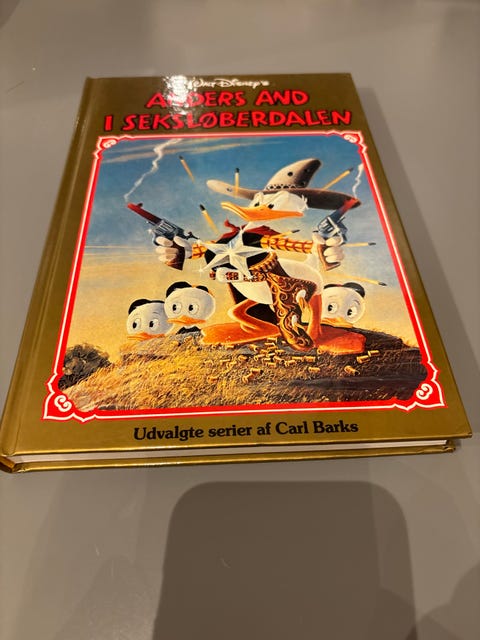 Walt Disney's
ANDERS AND
I SEKSLØBERDALEN
Udvalgte serier af Carl Barks